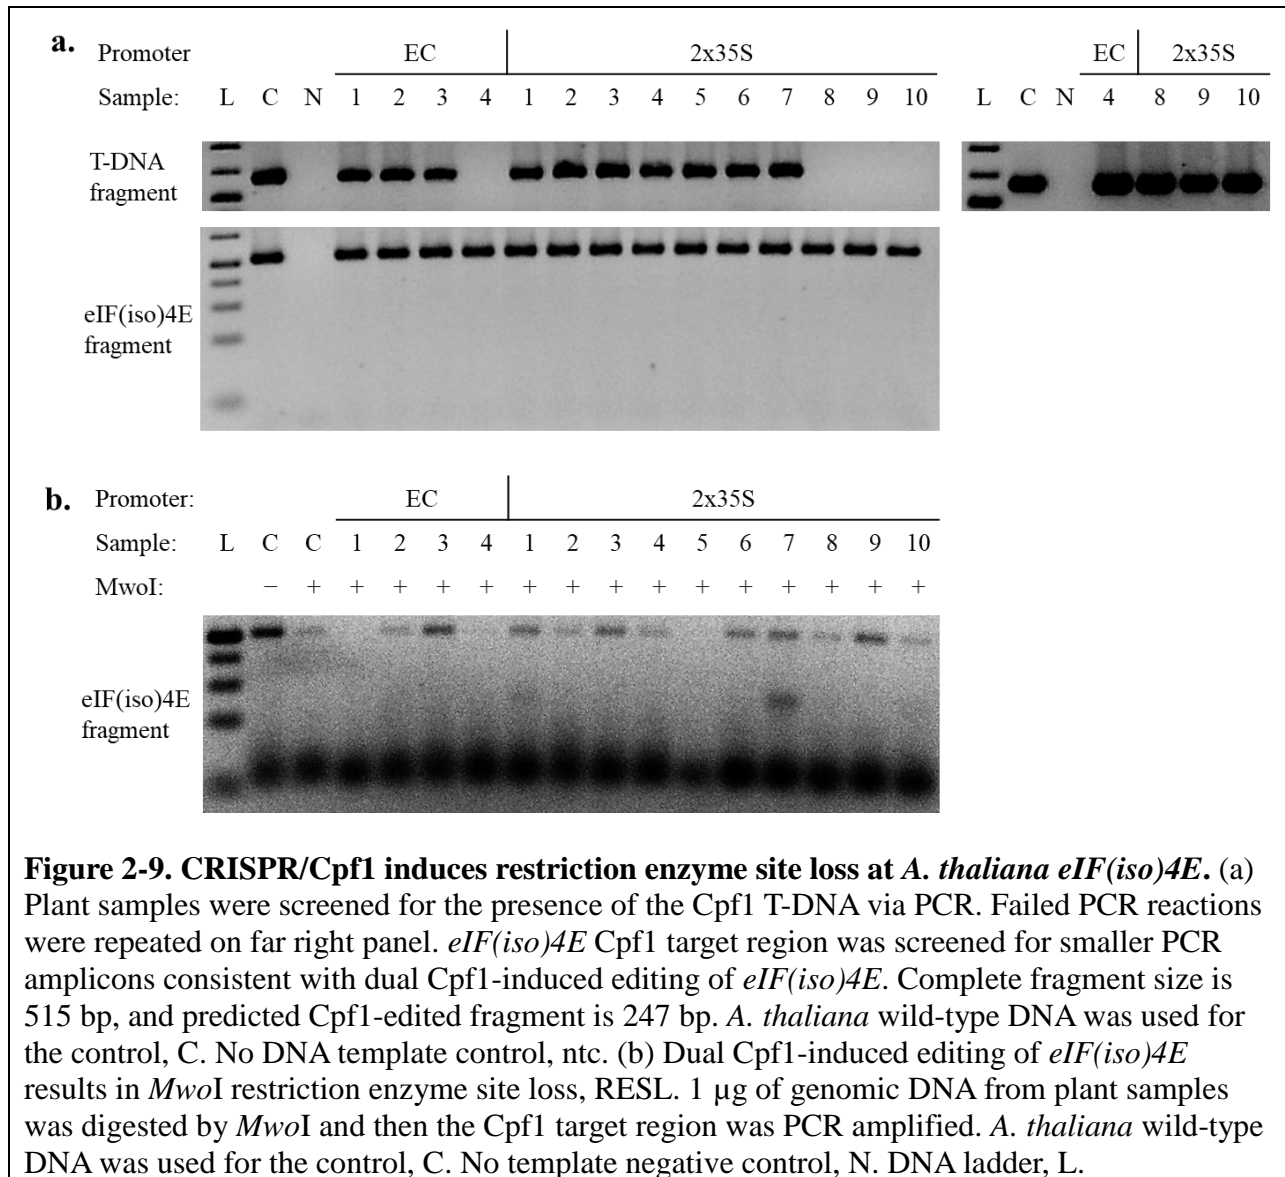 a.
Promoter EC 2x35S EC 2x35S
Sample: L C N 1 2 3 4 1 2 3 4 5 6 7 8 9 10 L C N 4 8 9 10
T-DNA
fragment
eIF(iso)4E
fragment
b.
Promoter: EC 2x35S
Sample: L C C 1 2 3 4 1 2 3 4 5 6 7 8 9 10
MwoI: − + + + + + + + + + + + + + + +
eIF(iso)4E
fragment
Figure 2-9. CRISPR/Cpf1 induces restriction enzyme site loss at A. thaliana eIF(iso)4E. (a)
Plant samples were screened for the presence of the Cpf1 T-DNA via PCR. Failed PCR reactions
were repeated on far right panel. eIF(iso)4E Cpf1 target region was screened for smaller PCR
amplicons consistent with dual Cpf1-induced editing of eIF(iso)4E. Complete fragment size is
515 bp, and predicted Cpf1-edited fragment is 247 bp. A. thaliana wild-type DNA was used for
the control, C. No DNA template control, ntc. (b) Dual Cpf1-induced editing of eIF(iso)4E
results in MwoI restriction enzyme site loss, RESL. 1 µg of genomic DNA from plant samples
was digested by MwoI and then the Cpf1 target region was PCR amplified. A. thaliana wild-type
DNA was used for the control, C. No template negative control, N. DNA ladder, L.